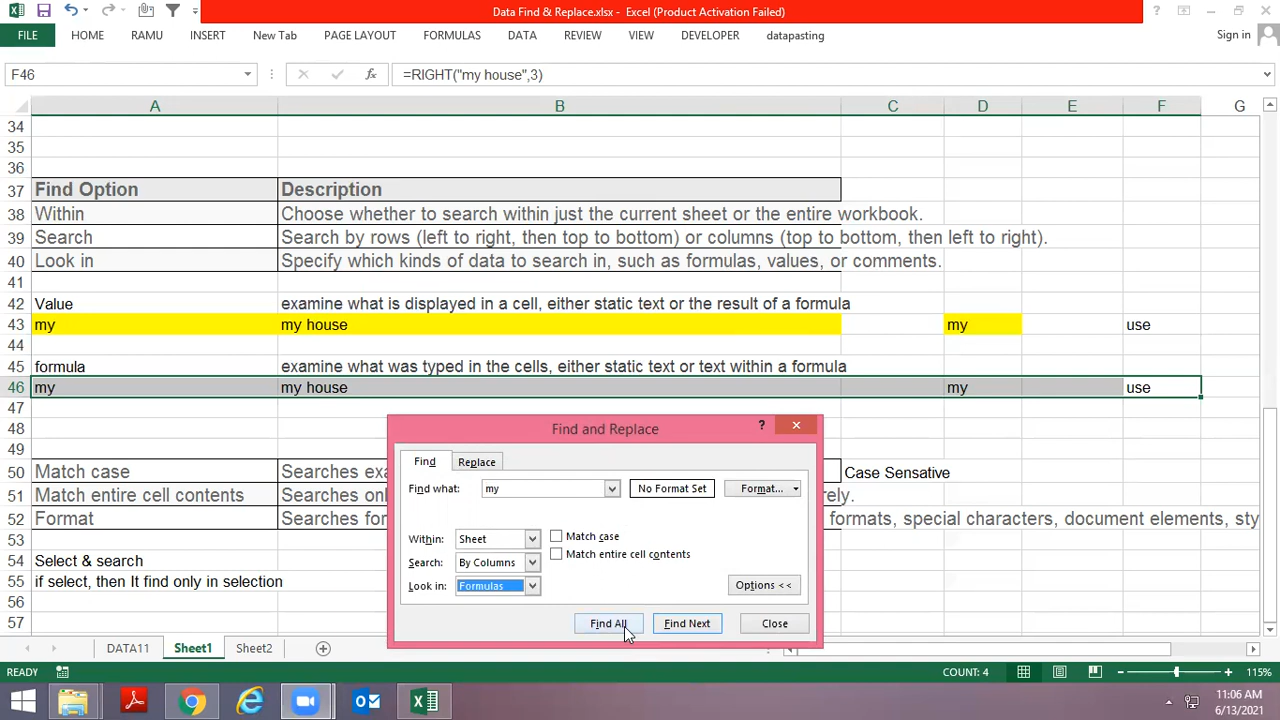 Data Find & Replace.xlsx - Excel (Product Activation Failed)
FILE HOME RAMU INSERT New Tab PAGE LAYOUT FORMULAS DATA REVIEW VIEW DEVELOPER datapasting Sign in
F46 fx =RIGHT("my house",3)
A B C D E F G
34
35
36
37 Find Option Description
38 Within Choose whether to search within just the current sheet or the entire workbook.
39 Search Search by rows (left to right, then top to bottom) or columns (top to bottom, then left to right).
40 Look in Specify which kinds of data to search in, such as formulas, values, or comments.
41
42 Value examine what is displayed in a cell, either static text or the result of a formula
43 my my house my use
44
45 formula examine what was typed in the cells, either static text or text within a formula
46 my my house my use
47
48
49
50 Match case Searches exa Case Sensative
51 Match entire cell contents Searches only rely.
52 Format Searches for formats, special characters, document elements, sty
53
54 Select & search
55 if select, then It find only in selection
56
57
Find and Replace
Find Replace
Find what: my No Format Set Format...
Within: Sheet Match case
Match entire cell contents
Search: By Columns
Look in: Formulas Options <<
Find All Find Next Close
DATA11 Sheet1 Sheet2
READY COUNT: 4 115%
11:06 AM
6/13/2021